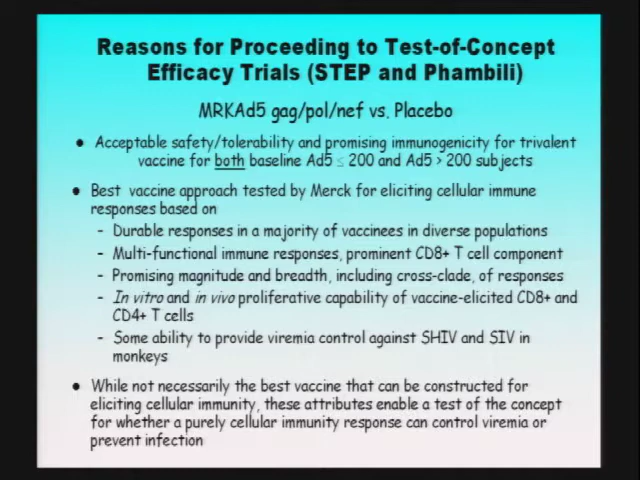 Reasons for Proceeding to Test-of-Concept
Efficacy Trials (STEP and Phambili)
MRKAd5 gag/pol/nef vs. Placebo
• Acceptable safety/tolerability and promising immunogenicity for trivalent
vaccine for both baseline Ad5 ≤ 200 and Ad5 > 200 subjects
• Best vaccine approach tested by Merck for eliciting cellular immune
responses based on
- Durable responses in a majority of vaccinees in diverse populations
- Multi-functional immune responses, prominent CD8+ T cell component
- Promising magnitude and breadth, including cross-clade, of responses
- In vitro and in vivo proliferative capability of vaccine-elicited CD8+ and
CD4+ T cells
- Some ability to provide viremia control against SHIV and SIV in
monkeys
• While not necessarily the best vaccine that can be constructed for
eliciting cellular immunity, these attributes enable a test of the concept
for whether a purely cellular immunity response can control viremia or
prevent infection